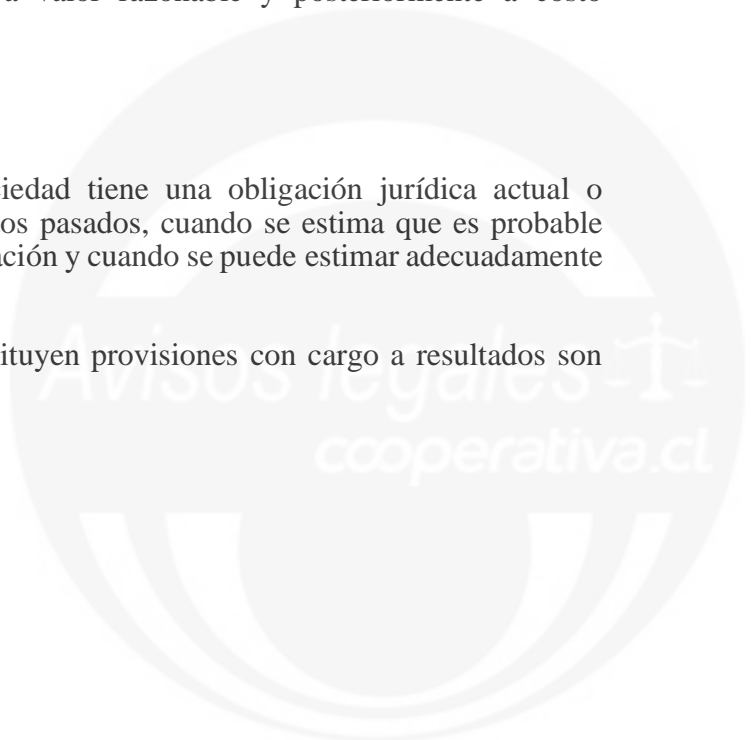 a valor razonable y posteriormente a costo
ciedad tiene una obligación jurídica actual o
os pasados, cuando se estima que es probable
ación y cuando se puede estimar adecuadamente
ituyen provisiones con cargo a resultados son
Avisos legales
cooperativa.cl